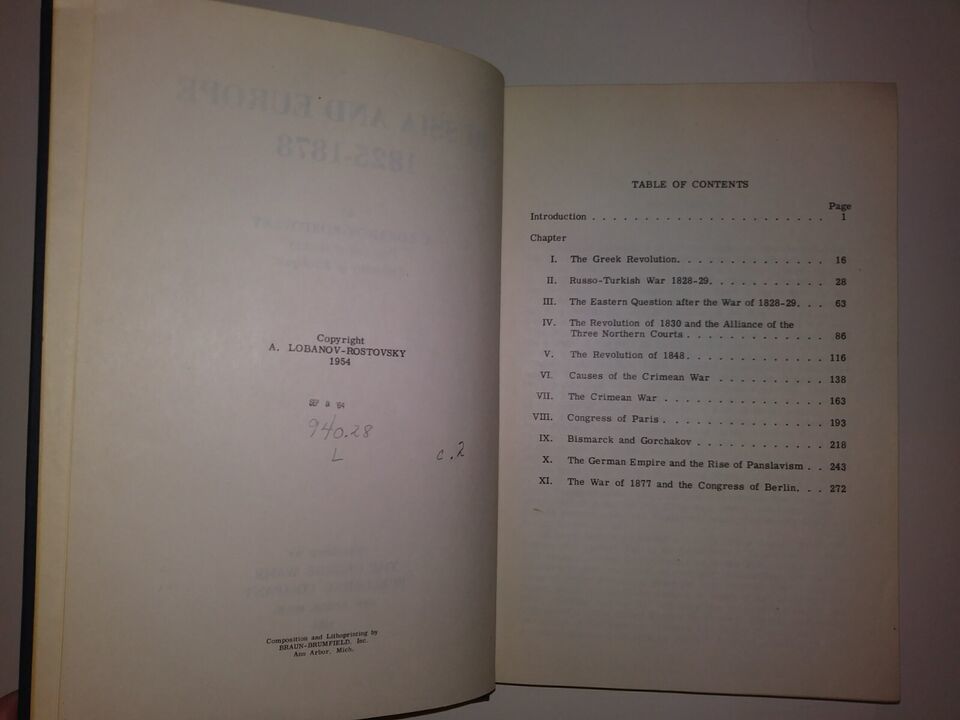 Copyright
A. LOBANOV-ROSTOVSKY
1954
SEP 8 '64
940.28
L
c.2
Composition and Lithoprinting by
BRAUN-BRUMFIELD, Inc.
Ann Arbor, Mich.
TABLE OF CONTENTS
Page
Introduction . . . . . . . . . . . . . . . . . . . . . . . 1
Chapter
I. The Greek Revolution. . . . . . . . . . . . . . 16
II. Russo-Turkish War 1828-29. . . . . . . . . . . 28
III. The Eastern Question after the War of 1828-29. . . 63
IV. The Revolution of 1830 and the Alliance of the
Three Northern Courts . . . . . . . . . . . . . 86
V. The Revolution of 1848. . . . . . . . . . . . . 116
VI. Causes of the Crimean War . . . . . . . . . . 138
VII. The Crimean War . . . . . . . . . . . . . . . 163
VIII. Congress of Paris . . . . . . . . . . . . . . . 193
IX. Bismarck and Gorchakov . . . . . . . . . . . . 218
X. The German Empire and the Rise of Panslavism . . 243
XI. The War of 1877 and the Congress of Berlin. . . 272